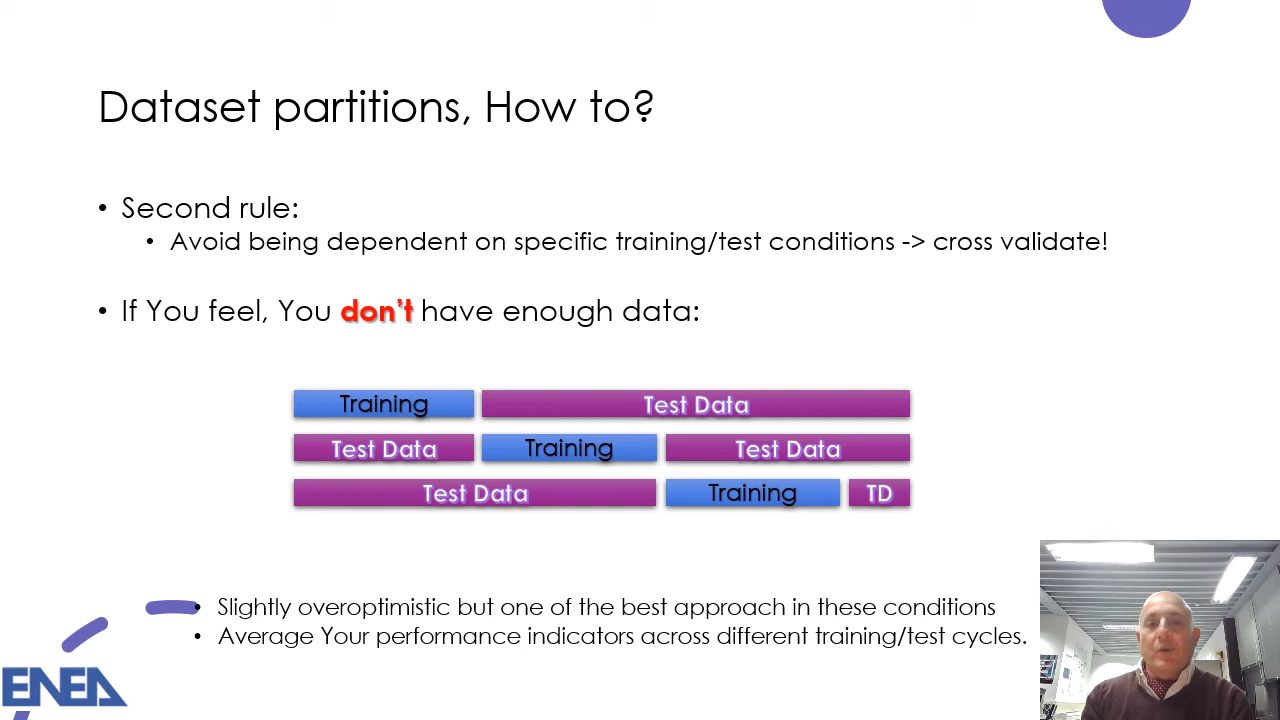 Dataset partitions, How to?
• Second rule:
• Avoid being dependent on specific training/test conditions -> cross validate!
• If You feel, You don't have enough data:
Training Test Data
Test Data Training Test Data
Test Data Training TD
• Slightly overoptimistic but one of the best approach in these conditions
• Average Your performance indicators across different training/test cycles.
ENEA